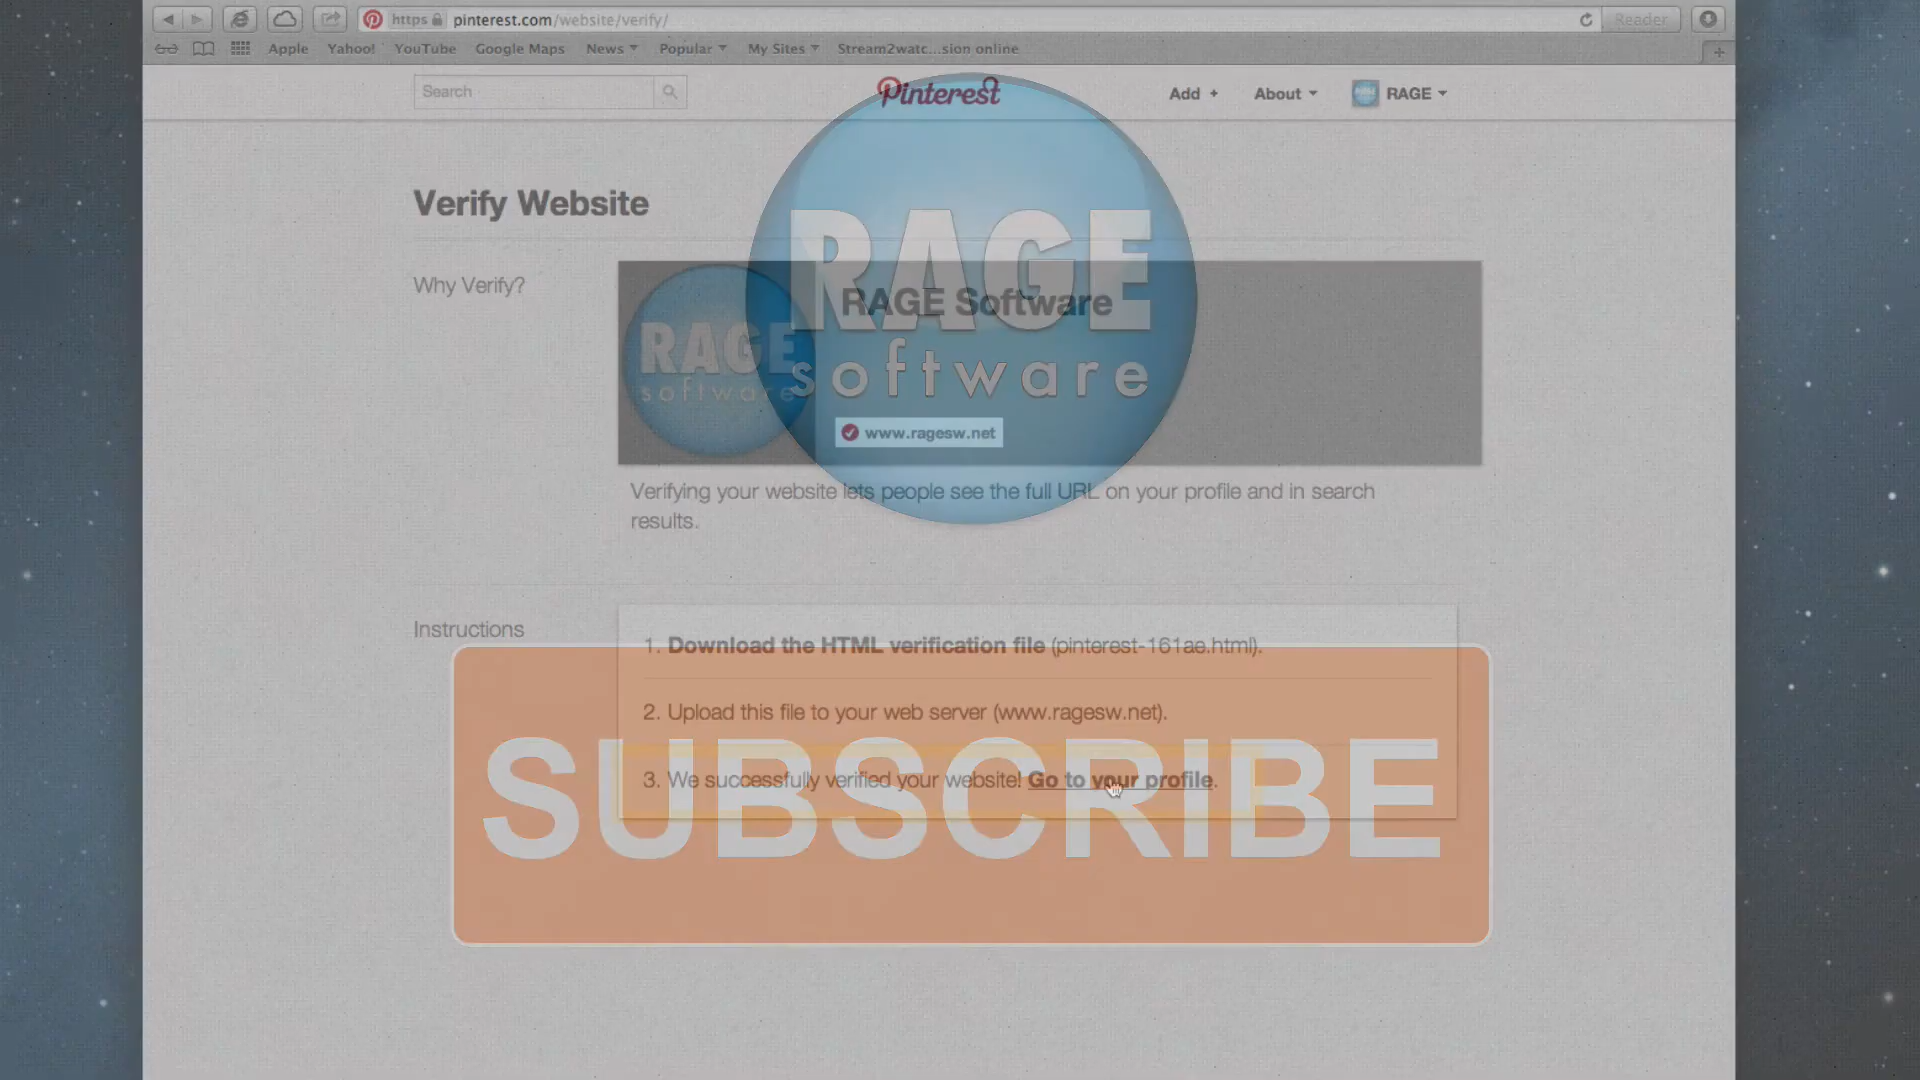 https pinterest.com/website/verify/
Reader
Apple Yahoo! YouTube Google Maps News Popular My Sites Stream2watc...sion online
Search
Pinterest
Add +
About
RAGE
Verify Website
Why Verify?
RAGE
software
RAGE Software
RAGE
software
www.ragesw.net
Verifying your website lets people see the full URL on your profile and in search
results.
Instructions
1. Download the HTML verification file (pinterest-161ae.html).
2. Upload this file to your web server (www.ragesw.net).
3. We successfully verified your website! Go to your profile.
SUBSCRIBE